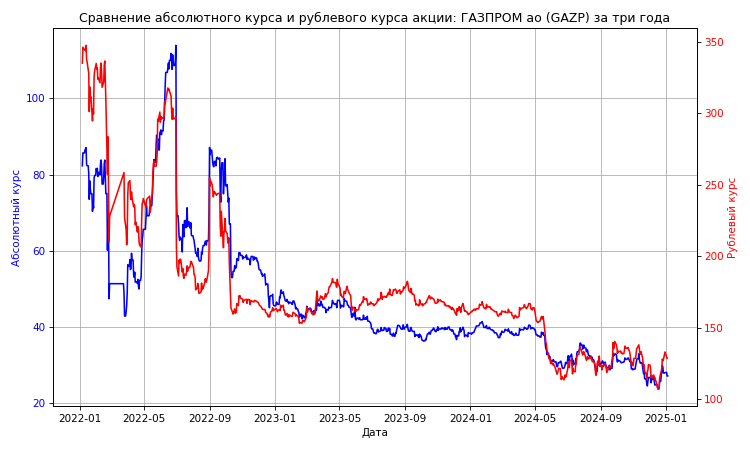 Сравнение абсолютного курса и рублевого курса акции: ГАЗПРОМ ао (GAZP) за три года
Абсолютный курс
100
80
60
40
20
350
300
250
200
150
100
Рублевый курс
2022-01 2022-05 2022-09 2023-01 2023-05 2023-09 2024-01 2024-05 2024-09 2025-01
Дата